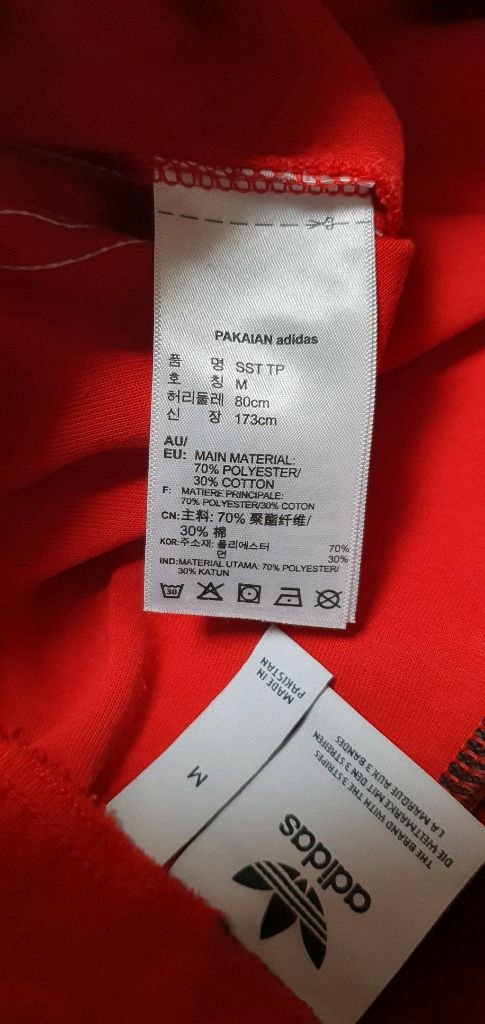 PAKAIAN adidas
품 명 SST TP
호 칭 M
허리둘레 80cm
신 장 173cm
AU/
EU: MAIN MATERIAL:
70% POLYESTER/
30% COTTON
F: MATIERE PRINCIPALE:
70% POLYESTER/30% COTON
CN: 主料: 70% 聚酯纤维/
30% 棉
KOR: 주소재: 폴리에스터 70%
면 30%
IND: MATERIAL UTAMA: 70% POLYESTER/
30% KATUN
30
MADE IN
PAKISTAN
M
THE BRAND WITH THE 3 STRIPES
DIE WELTMARKE MIT DEN 3 STREIFEN
LA MARQUE AUX 3 BANDES
adidas